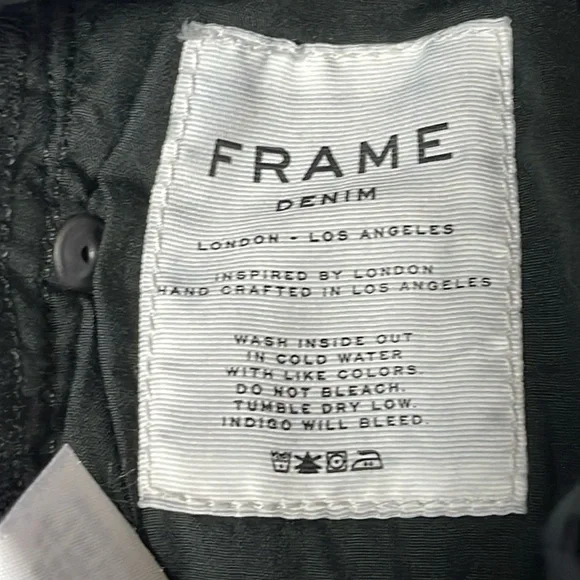 FRAME
DENIM
LONDON - LOS ANGELES
INSPIRED BY LONDON
HAND CRAFTED IN LOS ANGELES
WASH INSIDE OUT
IN COLD WATER
WITH LIKE COLORS.
DO NOT BLEACH.
TUMBLE DRY LOW.
INDIGO WILL BLEED.